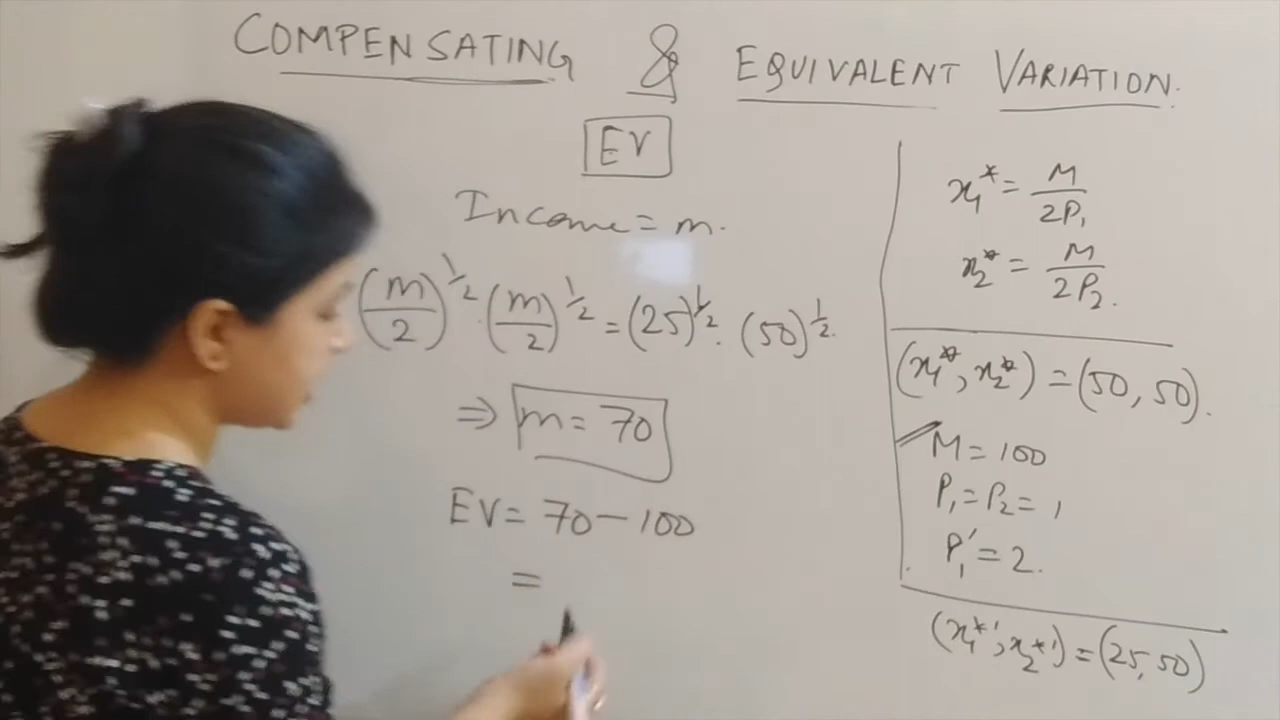 COMPENSATING & EQUIVALENT VARIATION.
EV
Income = m.
(m/2)^1/2 . (m/2)^1/2 = (25)^1/2 . (50)^1/2.
⇒ m = 70
EV = 70 - 100
=
x₁* = M/2P₁
x₂* = M/2P₂.
(x₁*, x₂*) = (50, 50).
M = 100
P₁ = P₂ = 1
P₁' = 2.
(x₁*', x₂*') = (25, 50)